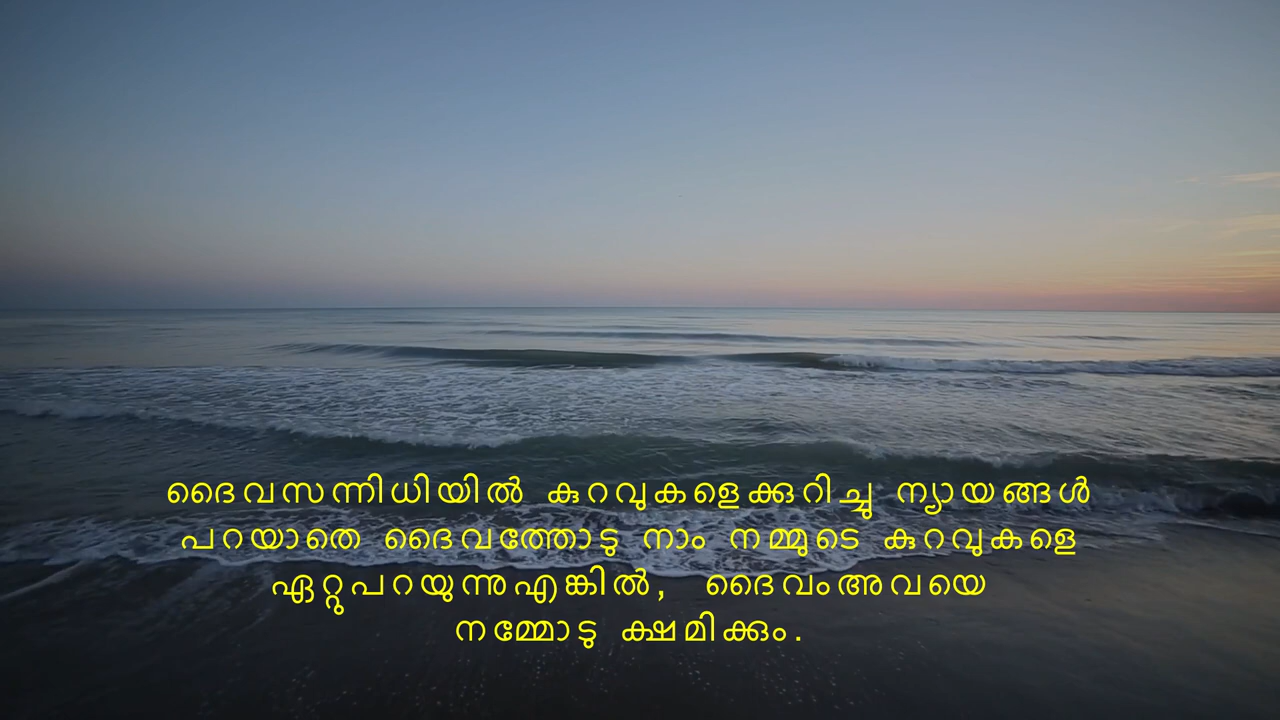 ദൈവസന്നിധിയിൽ കുറവുകളെക്കുറിച്ചു ന്യായങ്ങൾ
പറയാതെ ദൈവത്തോടു നാം നമ്മുടെ കുറവുകളെ
ഏറ്റുപറയുന്നുഎങ്കിൽ, ദൈവംഅവയെ
നമ്മോടു ക്ഷമിക്കും.